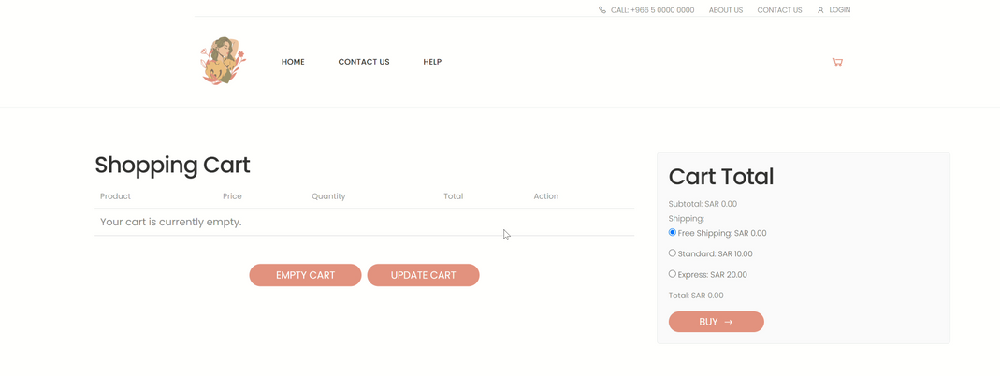 CALL: +966 5 0000 0000 ABOUT US CONTACT US LOGIN
HOME CONTACT US HELP
Shopping Cart
Product Price Quantity Total Action
Your cart is currently empty.
EMPTY CART UPDATE CART
Cart Total
Subtotal: SAR 0.00
Shipping:
Free Shipping: SAR 0.00
Standard: SAR 10.00
Express: SAR 20.00
Total: SAR 0.00
BUY →